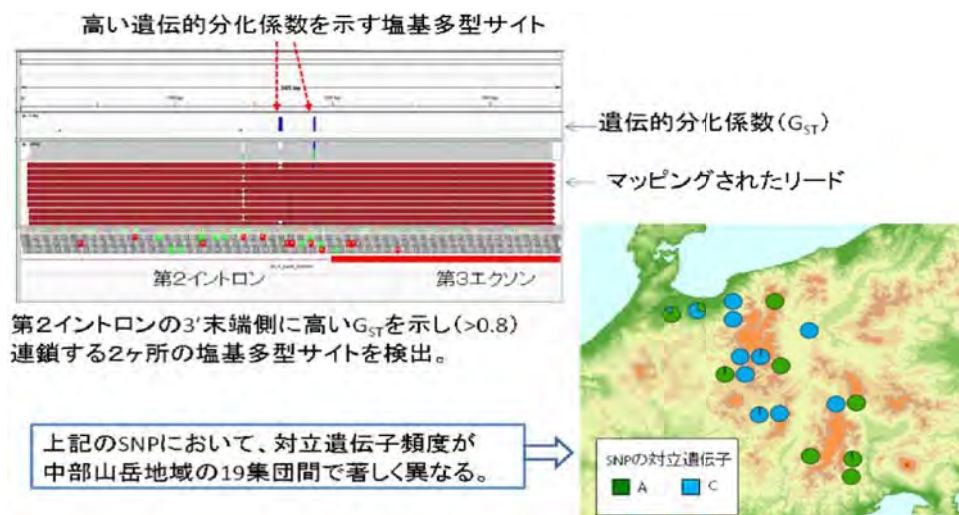 高い遺伝的分化係数を示す塩基多型サイト
遺伝的分化係数(GST)
マッピングされたリード
第2イントロン
第3エクソン
第2イントロンの3'末端側に高いGSTを示し(>0.8)
連鎖する2ヶ所の塩基多型サイトを検出。
上記のSNPにおいて、対立遺伝子頻度が
中部山岳地域の19集団間で著しく異なる。
SNPの対立遺伝子
A C